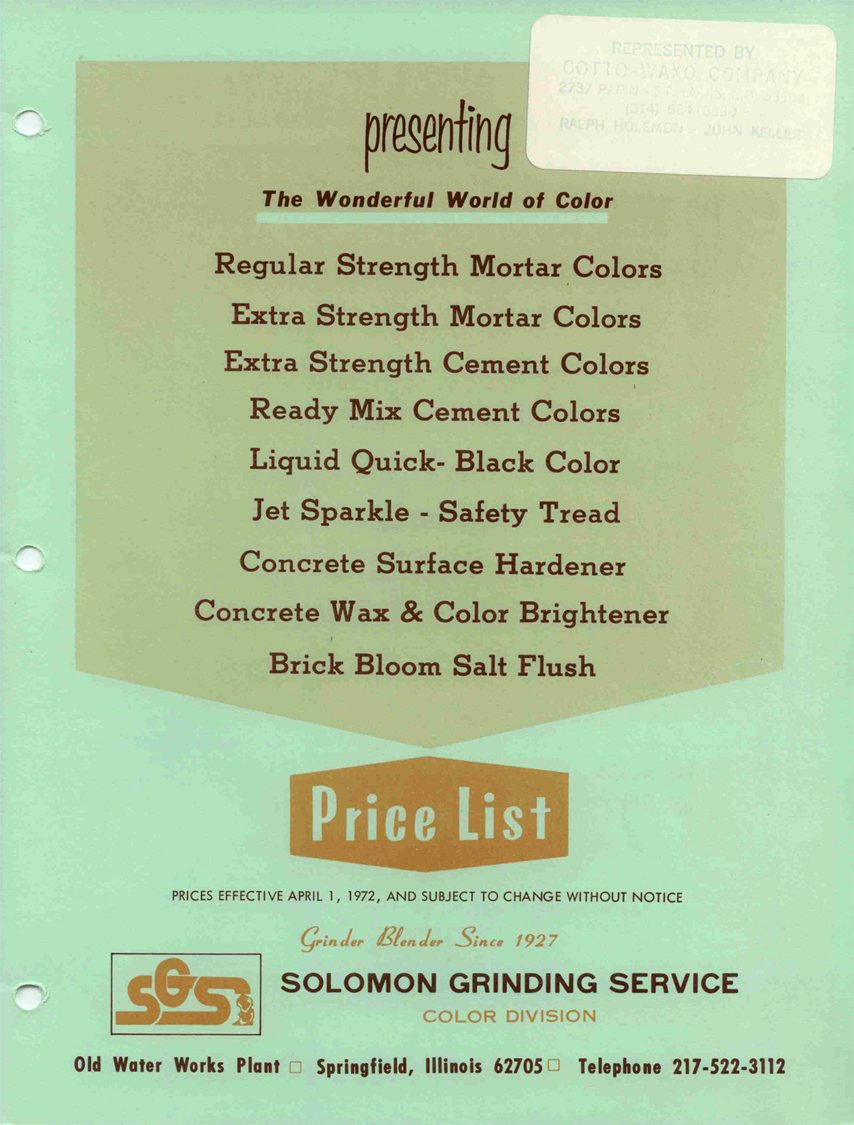 REPRESENTED BY
COTTO-WAXO COMPANY
2737
(314)
RALPH HOLEMON - JOHN KELLER
presenting
The Wonderful World of Color
Regular Strength Mortar Colors
Extra Strength Mortar Colors
Extra Strength Cement Colors
Ready Mix Cement Colors
Liquid Quick- Black Color
Jet Sparkle - Safety Tread
Concrete Surface Hardener
Concrete Wax & Color Brightener
Brick Bloom Salt Flush
Price List
PRICES EFFECTIVE APRIL 1, 1972, AND SUBJECT TO CHANGE WITHOUT NOTICE
Grinder Blender Since 1927
SGS
SOLOMON GRINDING SERVICE
COLOR DIVISION
Old Water Works Plant □ Springfield, Illinois 62705 □ Telephone 217-522-3112